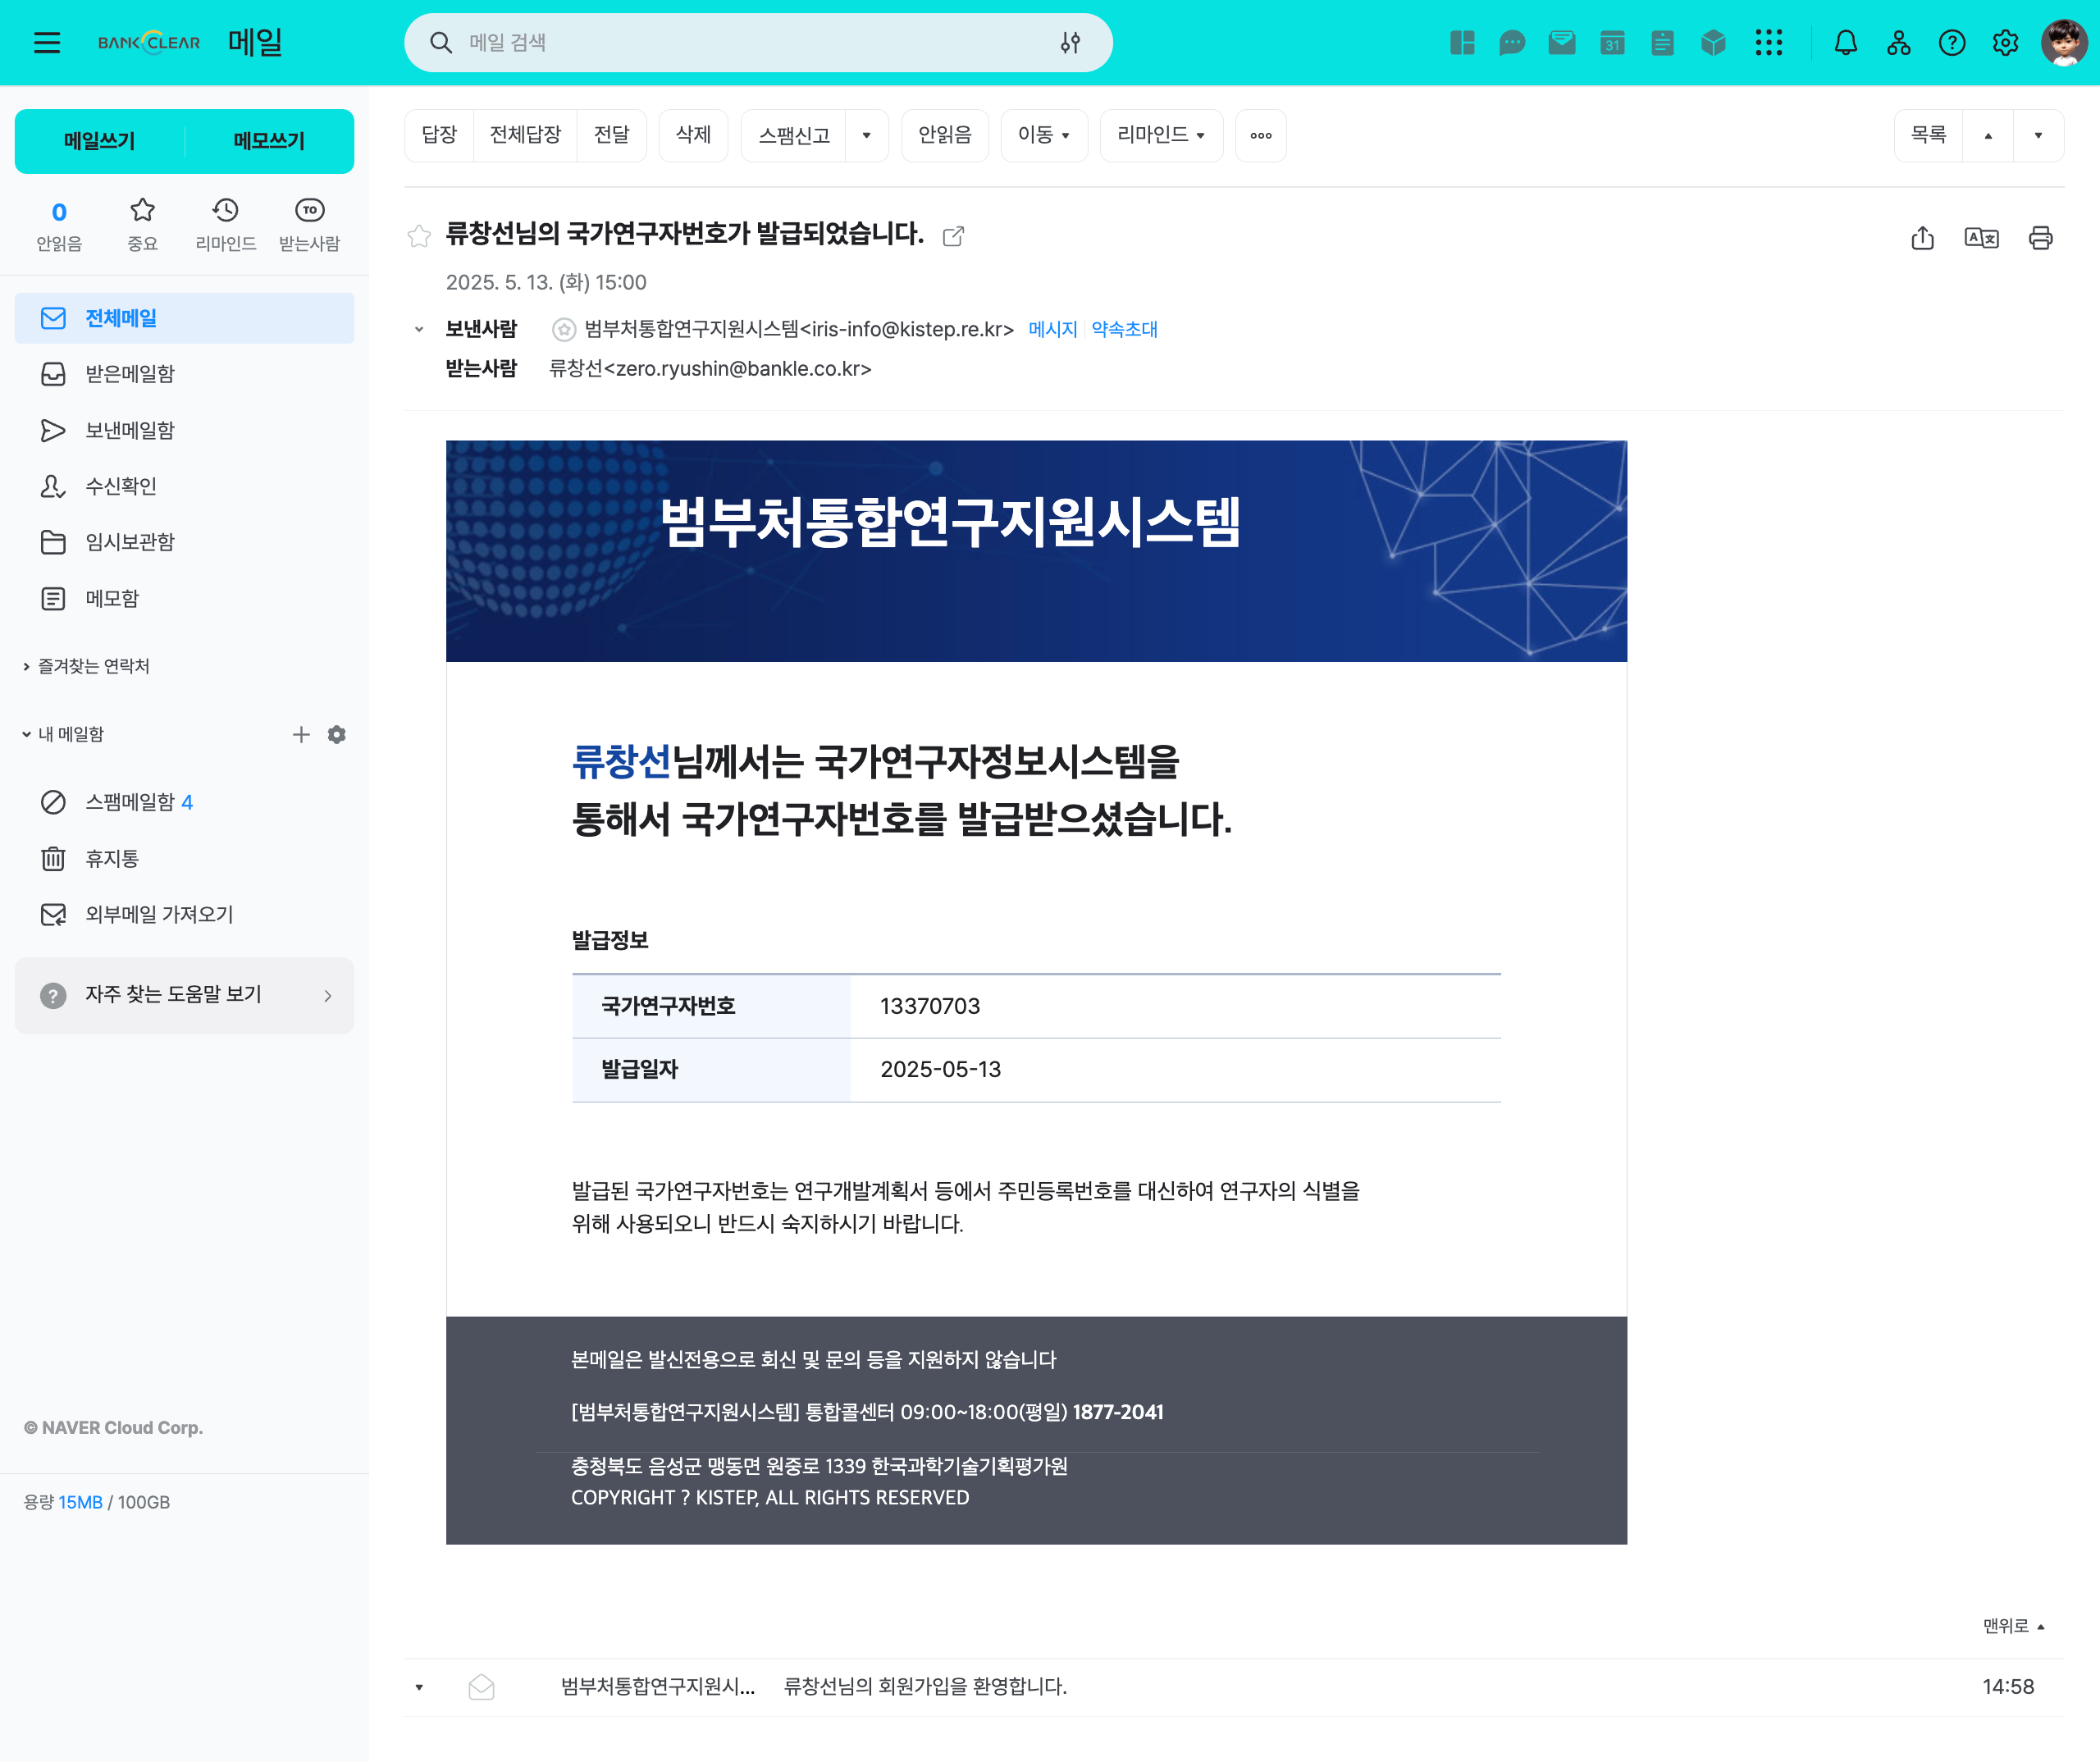 BANK CLEAR 메일
메일 검색
31
메일쓰기 메모쓰기
0
안읽음
중요
리마인드
TO
받는사람
전체메일
받은메일함
보낸메일함
수신확인
임시보관함
메모함
즐겨찾는 연락처
내 메일함
스팸메일함 4
휴지통
외부메일 가져오기
? 자주 찾는 도움말 보기
© NAVER Cloud Corp.
용량 15MB / 100GB
답장 전체답장 전달 삭제 스팸신고 안읽음 이동 리마인드 목록
류창선님의 국가연구자번호가 발급되었습니다.
2025. 5. 13. (화) 15:00
보낸사람 범부처통합연구지원시스템<iris-info@kistep.re.kr> 메시지 약속초대
받는사람 류창선<zero.ryushin@bankle.co.kr>
범부처통합연구지원시스템
류창선님께서는 국가연구자정보시스템을
통해서 국가연구자번호를 발급받으셨습니다.
발급정보
국가연구자번호 13370703
발급일자 2025-05-13
발급된 국가연구자번호는 연구개발계획서 등에서 주민등록번호를 대신하여 연구자의 식별을
위해 사용되오니 반드시 숙지하시기 바랍니다.
본메일은 발신전용으로 회신 및 문의 등을 지원하지 않습니다
[범부처통합연구지원시스템] 통합콜센터 09:00~18:00(평일) 1877-2041
충청북도 음성군 맹동면 원중로 1339 한국과학기술기획평가원
COPYRIGHT ? KISTEP, ALL RIGHTS RESERVED
맨위로
범부처통합연구지원시... 류창선님의 회원가입을 환영합니다. 14:58